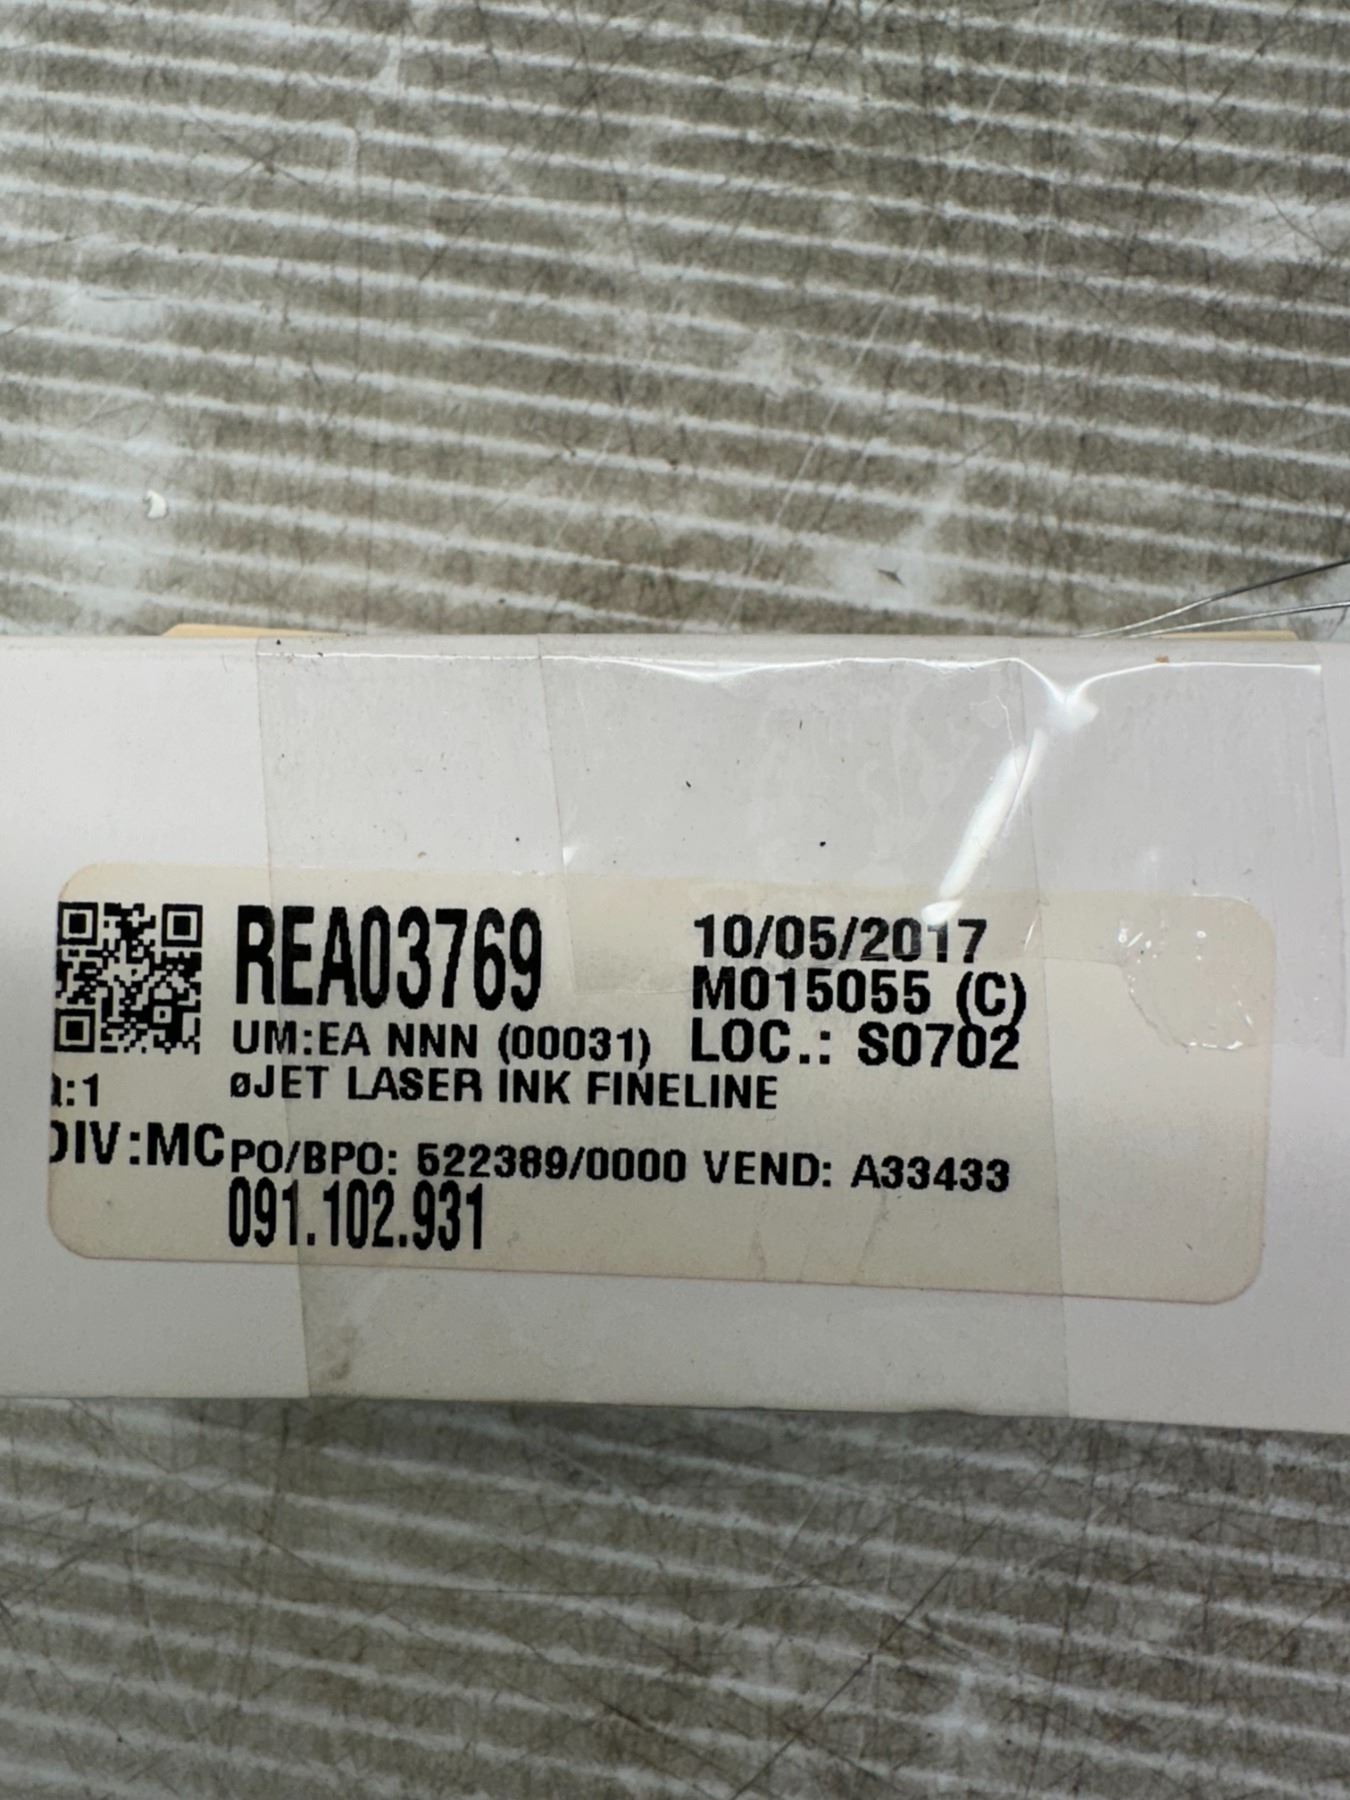 REA03769
10/05/2017
M015055 (C)
UM:EA NNN (00031) LOC.: S0702
:1 øJET LASER INK FINELINE
DIV:MC PO/BPO: 522389/0000 VEND: A33433
091.102.931